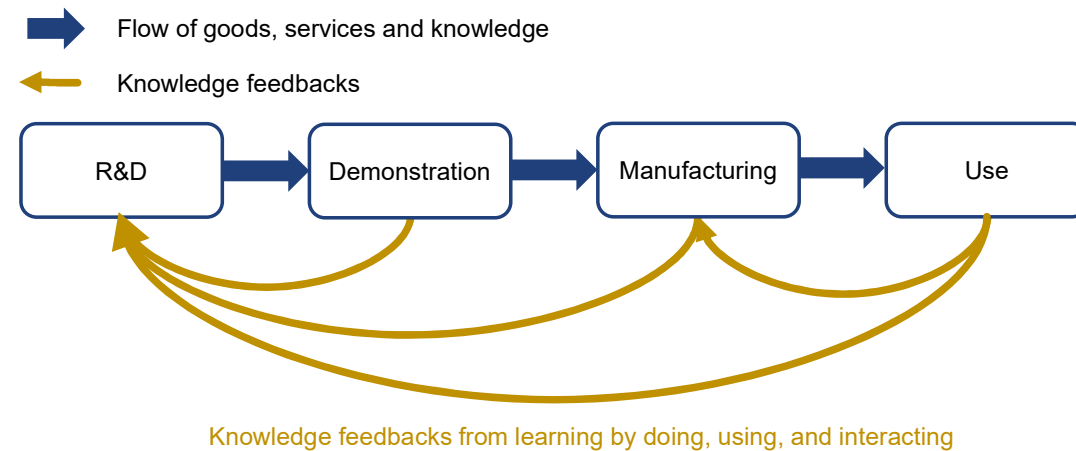 Flow of goods, services and knowledge
Knowledge feedbacks
R&D
Demonstration
Manufacturing
Use
Knowledge feedbacks from learning by doing, using, and interacting